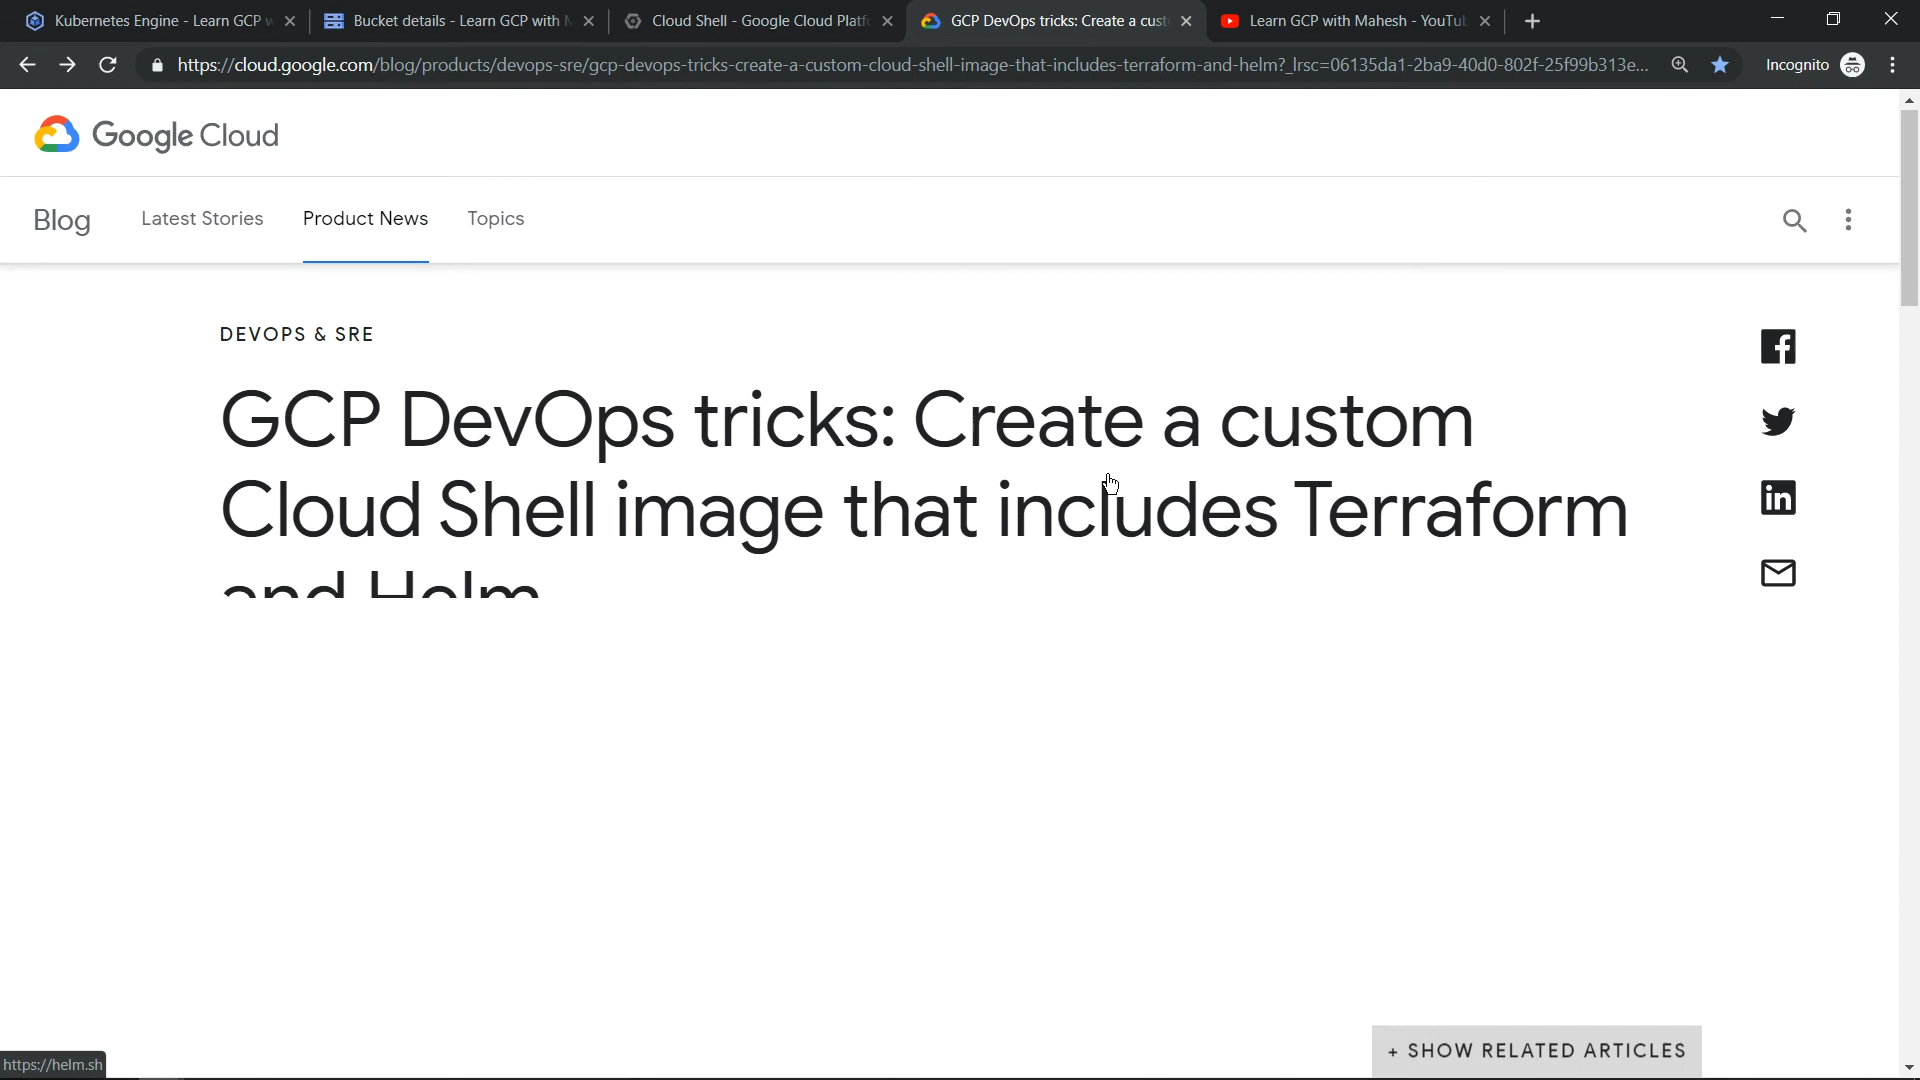 Kubernetes Engine - Learn GCP w
Bucket details - Learn GCP with
Cloud Shell - Google Cloud Platf
GCP DevOps tricks: Create a cust
Learn GCP with Mahesh - YouTu
https://cloud.google.com/blog/products/devops-sre/gcp-devops-tricks-create-a-custom-cloud-shell-image-that-includes-terraform-and-helm?_lrsc=06135da1-2ba9-40d0-802f-25f99b313e...
Incognito
Google Cloud
Blog
Latest Stories
Product News
Topics
DEVOPS & SRE
GCP DevOps tricks: Create a custom
Cloud Shell image that includes Terraform
and Helm
+ SHOW RELATED ARTICLES
https://helm.sh